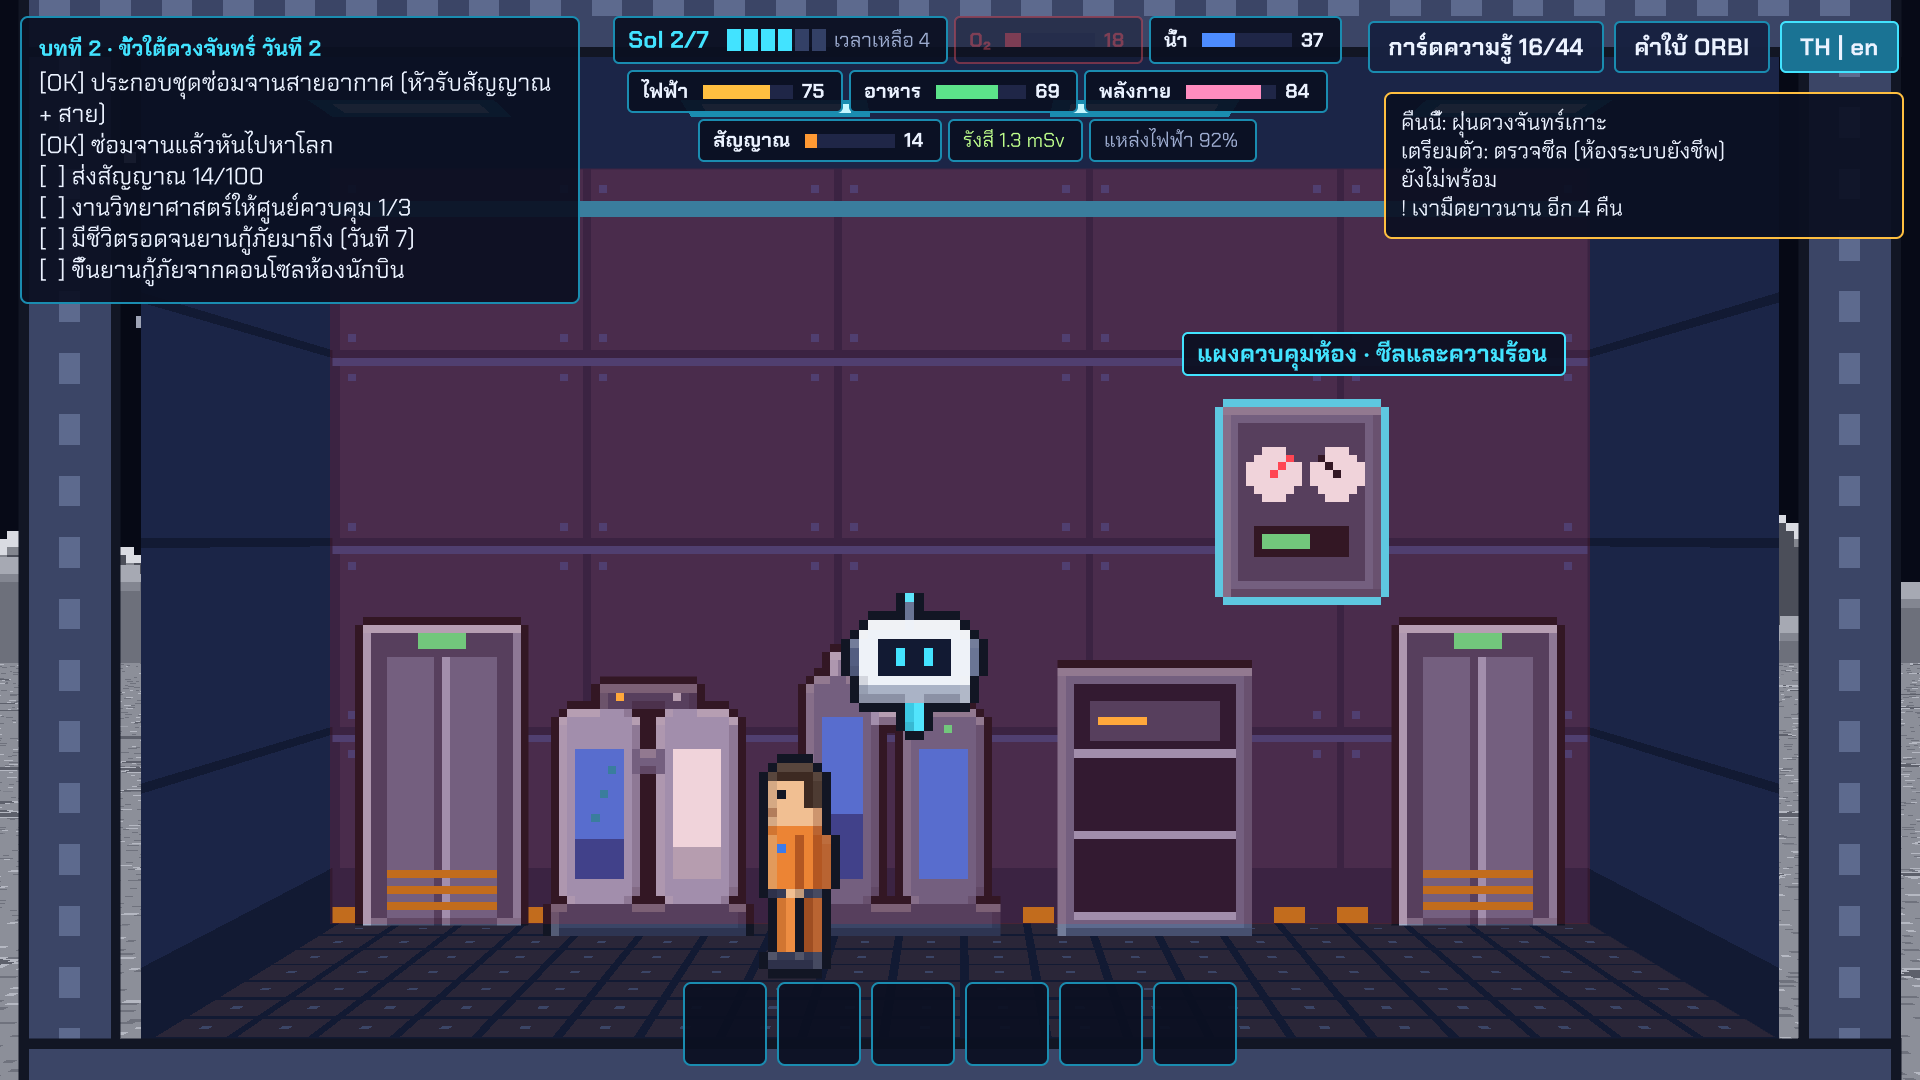 บทที่ 2 · ขั้วใต้ดวงจันทร์ วันที่ 2
[OK] ประกอบชุดซ่อมจานสายอากาศ (หัวรับสัญญาณ
+ สาย)
[OK] ซ่อมจานแล้วหันไปหาโลก
[ ] ส่งสัญญาณ 14/100
[ ] งานวิทยาศาสตร์ให้ศูนย์ควบคุม 1/3
[ ] มีชีวิตรอดจนยานกู้ภัยมาถึง (วันที่ 7)
[ ] ขึ้นยานกู้ภัยจากคอนโซลห้องนักบิน
Sol 2/7 เวลาเหลือ 4
O₂ 18
น้ำ 37
ไฟฟ้า 75
อาหาร 69
พลังกาย 84
สัญญาณ 14
รังสี 1.3 mSv
แหล่งไฟฟ้า 92%
การ์ดความรู้ 16/44
คำใบ้ ORBI
TH | en
คืนนี้: ฝุ่นดวงจันทร์เกาะ
เตรียมตัว: ตรวจซีล (ห้องระบบยังชีพ)
ยังไม่พร้อม
! เงามืดยาวนาน อีก 4 คืน
แผงควบคุมห้อง · ซีลและความร้อน